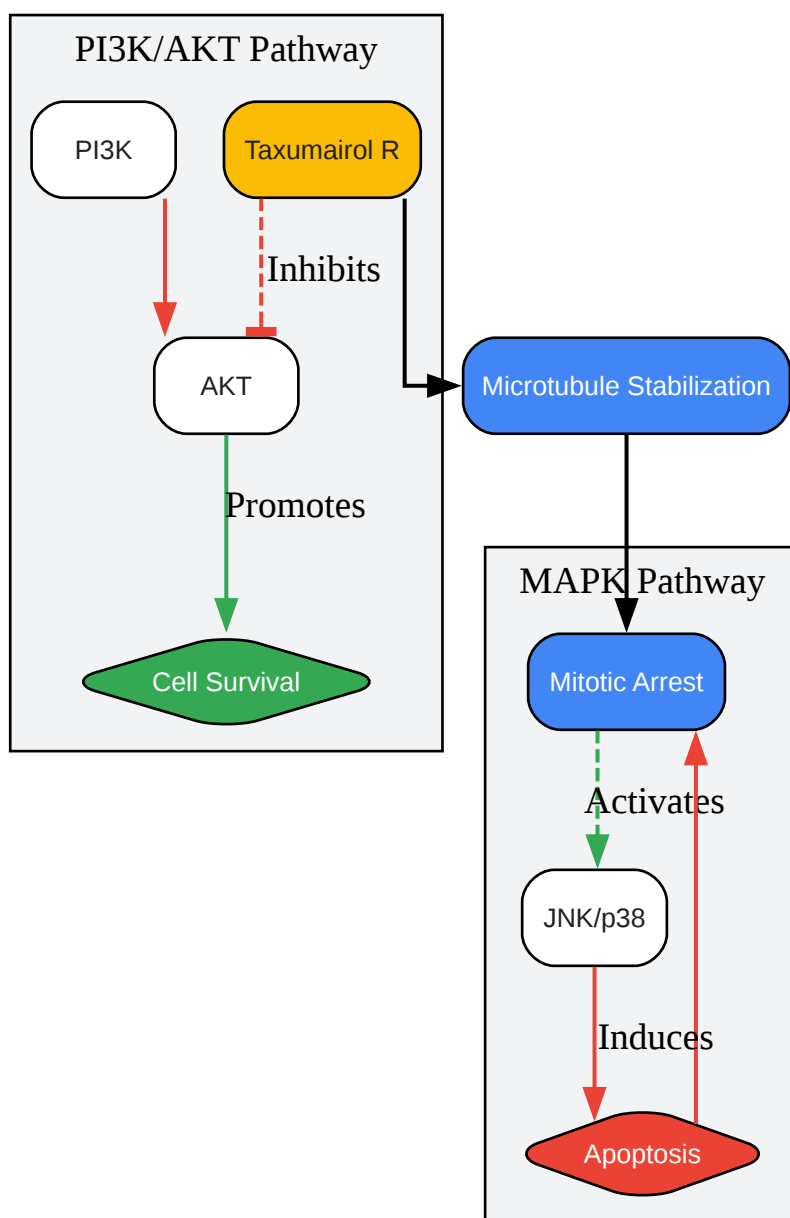 PI3K/AKT Pathway
PI3K
Taxumairol R
Inhibits
AKT
Microtubule Stabilization
Promotes
MAPK Pathway
Cell Survival
Mitotic Arrest
Activates
JNK/p38
Induces
Apoptosis